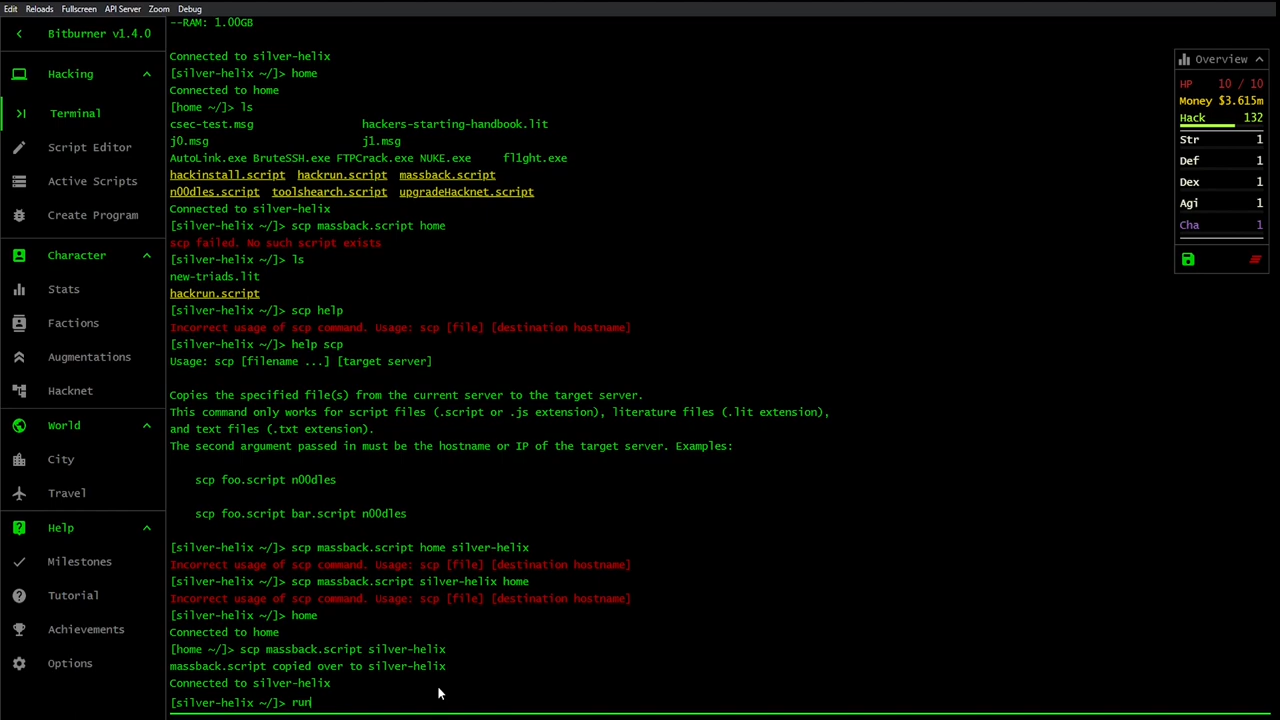 Edit Reloads Fullscreen API Server Zoom Debug
Bitburner v1.4.0
Hacking
Terminal
Script Editor
Active Scripts
Create Program
Character
Stats
Factions
Augmentations
Hacknet
World
City
Travel
Help
Milestones
Tutorial
Achievements
Options
--RAM: 1.00GB
Connected to silver-helix
[silver-helix ~/]> home
Connected to home
[home ~/]> ls
csec-test.msg hackers-starting-handbook.lit
j0.msg j1.msg
AutoLink.exe BruteSSH.exe FTPCrack.exe NUKE.exe fl1ght.exe
hackinstall.script hackrun.script massback.script
n00dles.script toolshearch.script upgradeHacknet.script
Connected to silver-helix
[silver-helix ~/]> scp massback.script home
scp failed. No such script exists
[silver-helix ~/]> ls
new-triads.lit
hackrun.script
[silver-helix ~/]> scp help
Incorrect usage of scp command. Usage: scp [file] [destination hostname]
[silver-helix ~/]> help scp
Usage: scp [filename ...] [target server]
Copies the specified file(s) from the current server to the target server.
This command only works for script files (.script or .js extension), literature files (.lit extension),
and text files (.txt extension).
The second argument passed in must be the hostname or IP of the target server. Examples:
scp foo.script n00dles
scp foo.script bar.script n00dles
[silver-helix ~/]> scp massback.script home silver-helix
Incorrect usage of scp command. Usage: scp [file] [destination hostname]
[silver-helix ~/]> scp massback.script silver-helix home
Incorrect usage of scp command. Usage: scp [file] [destination hostname]
[silver-helix ~/]> home
Connected to home
[home ~/]> scp massback.script silver-helix
massback.script copied over to silver-helix
Connected to silver-helix
[silver-helix ~/]> run
Overview
HP 10 / 10
Money $3.615m
Hack 132
Str 1
Def 1
Dex 1
Agi 1
Cha 1